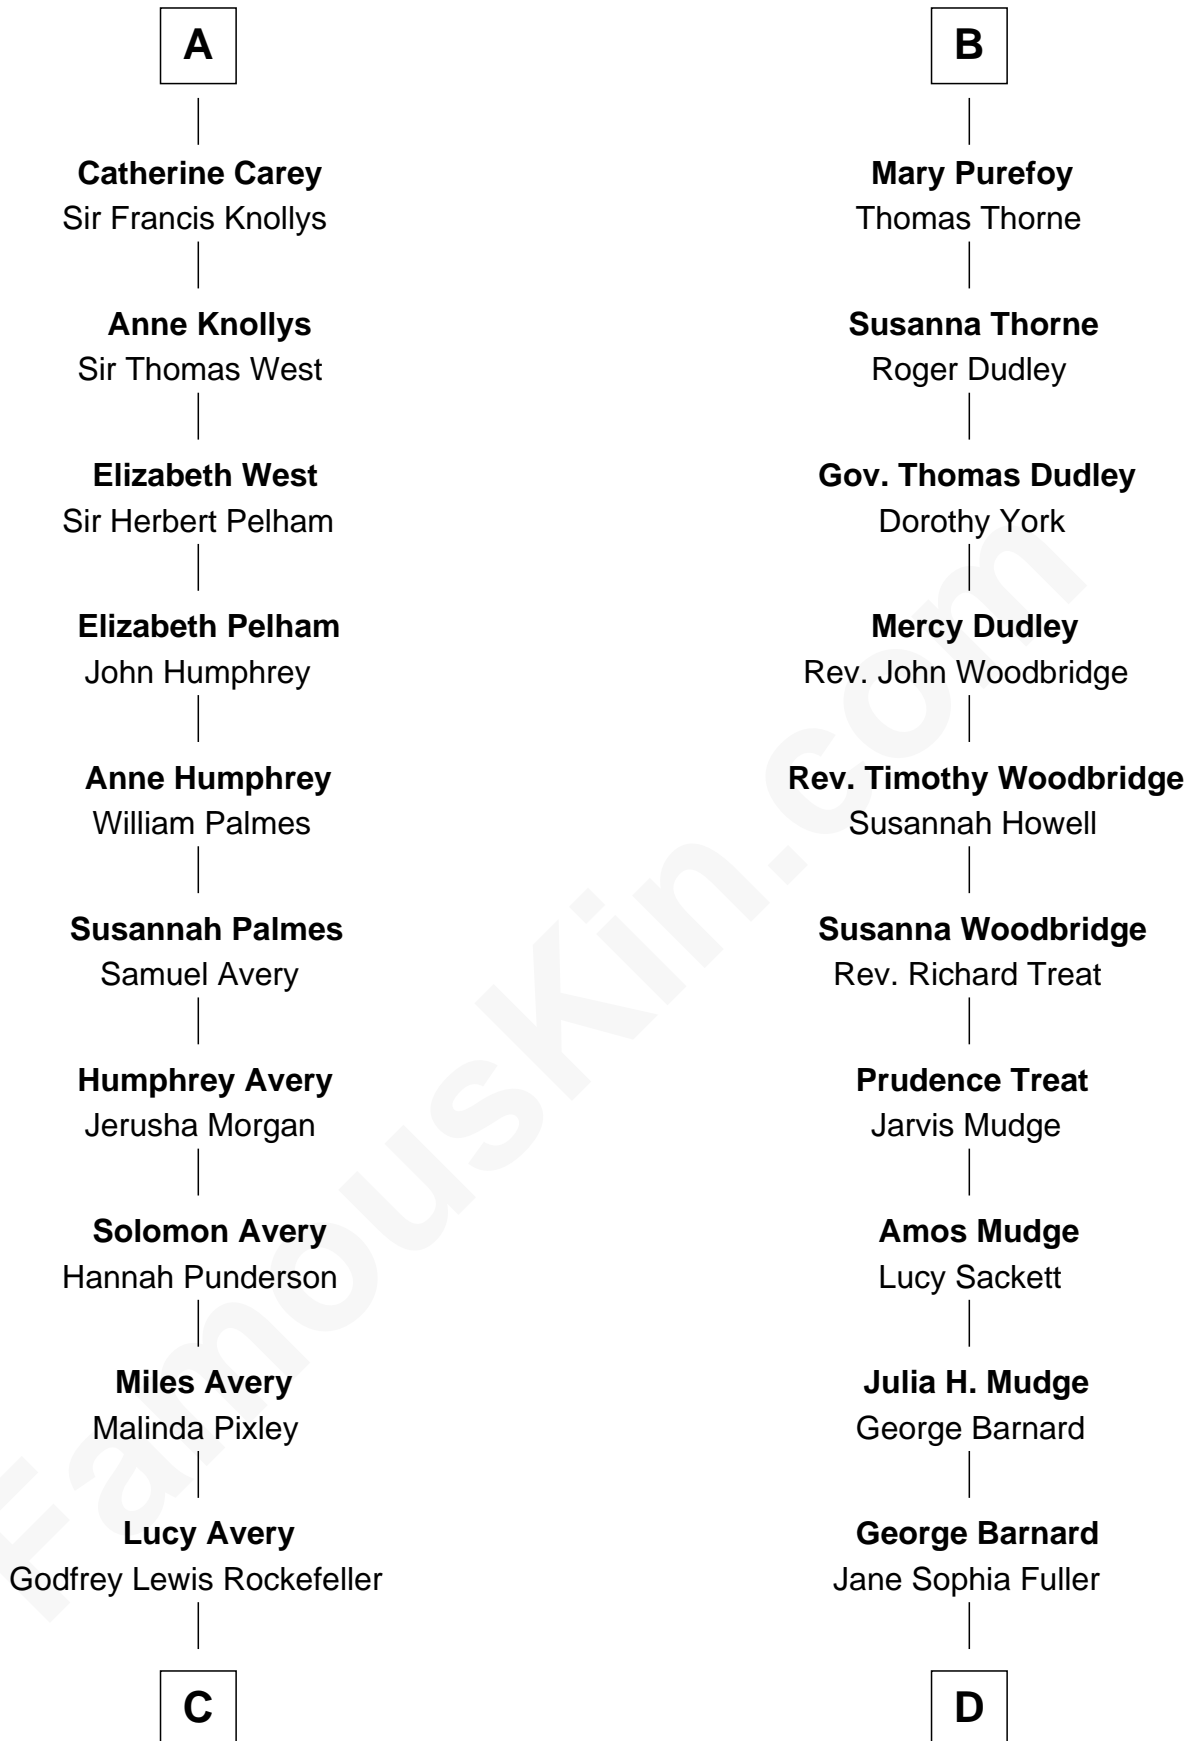 A
Catherine Carey
Sir Francis Knollys
Anne Knollys
Sir Thomas West
Elizabeth West
Sir Herbert Pelham
Elizabeth Pelham
John Humphrey
Anne Humphrey
William Palmes
Susannah Palmes
Samuel Avery
Humphrey Avery
Jerusha Morgan
Solomon Avery
Hannah Punderson
Miles Avery
Malinda Pixley
Lucy Avery
Godfrey Lewis Rockefeller
C
B
Mary Purefoy
Thomas Thorne
Susanna Thorne
Roger Dudley
Gov. Thomas Dudley
Dorothy York
Mercy Dudley
Rev. John Woodbridge
Rev. Timothy Woodbridge
Susannah Howell
Susanna Woodbridge
Rev. Richard Treat
Prudence Treat
Jarvis Mudge
Amos Mudge
Lucy Sackett
Julia H. Mudge
George Barnard
George Barnard
Jane Sophia Fuller
D
FamousKin.com